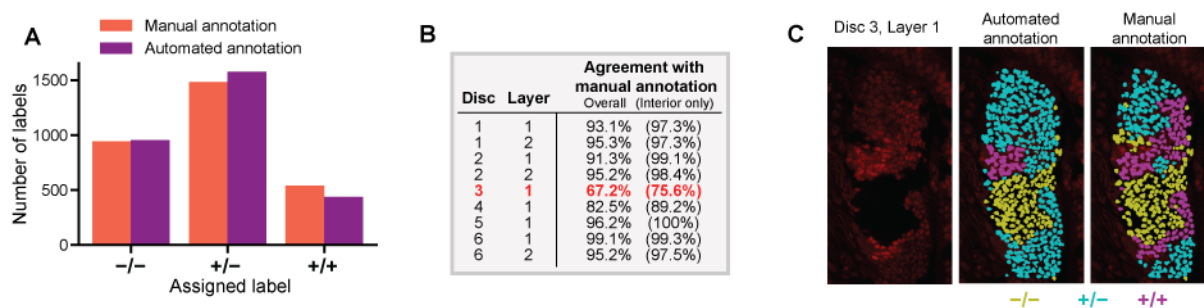 A
Manual annotation
Automated annotation
Number of labels
1500
1000
500
0
−/− +/− +/+
Assigned label
B
Agreement with
manual annotation
Disc Layer Overall (Interior only)
1 1 93.1% (97.3%)
1 2 95.3% (97.3%)
2 1 91.3% (99.1%)
2 2 95.2% (98.4%)
3 1 67.2% (75.6%)
4 1 82.5% (89.2%)
5 1 96.2% (100%)
6 1 99.1% (99.3%)
6 2 95.2% (97.5%)
C
Disc 3, Layer 1
Automated
annotation
Manual
annotation
−/− +/− +/+